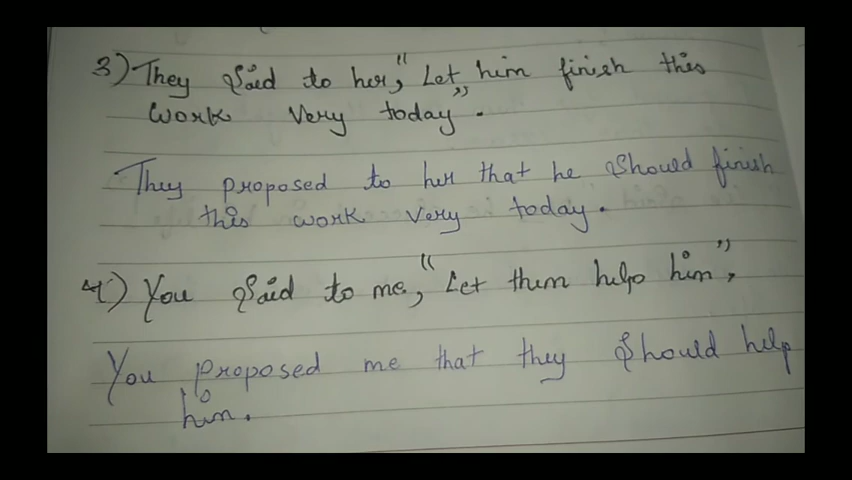 3) They said to her, "Let him finish this
work very today".
They proposed to her that he should finish
this work very today.
4) You said to me, "Let them help him",
You proposed me that they should help
him.